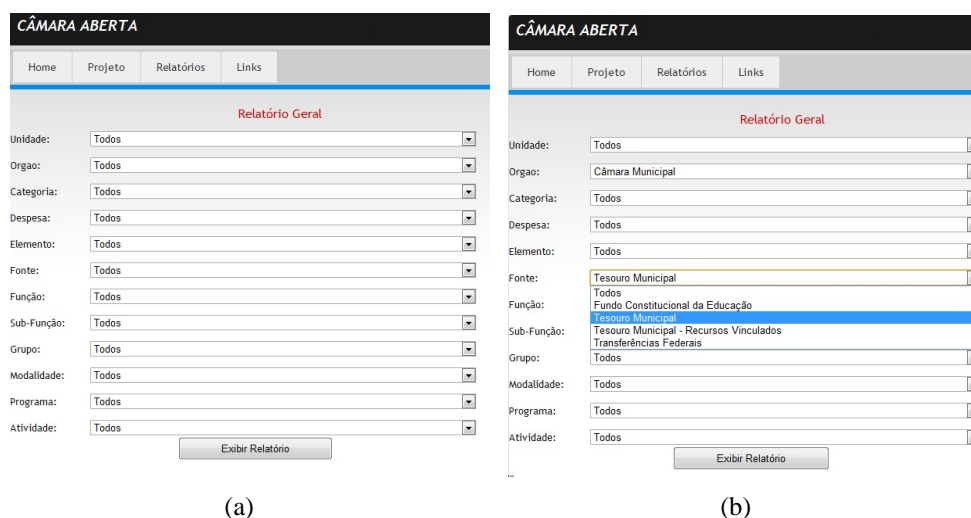 CÂMARA ABERTA
Home Projeto Relatórios Links
Relatório Geral
Unidade: Todos
Orgao: Todos
Categoria: Todos
Despesa: Todos
Elemento: Todos
Fonte: Todos
Função: Todos
Sub-Função: Todos
Grupo: Todos
Modalidade: Todos
Programa: Todos
Atividade: Todos
Exibir Relatório
(a)
CÂMARA ABERTA
Home Projeto Relatórios Links
Relatório Geral
Unidade: Todos
Orgao: Câmara Municipal
Categoria: Todos
Despesa: Todos
Elemento: Todos
Fonte: Tesouro Municipal
Todos
Função: Fundo Constitucional da Educação
Tesouro Municipal
Sub-Função: Tesouro Municipal - Recursos Vinculados
Transferências Federais
Grupo: Todos
Modalidade: Todos
Programa: Todos
Atividade: Todos
Exibir Relatório
(b)